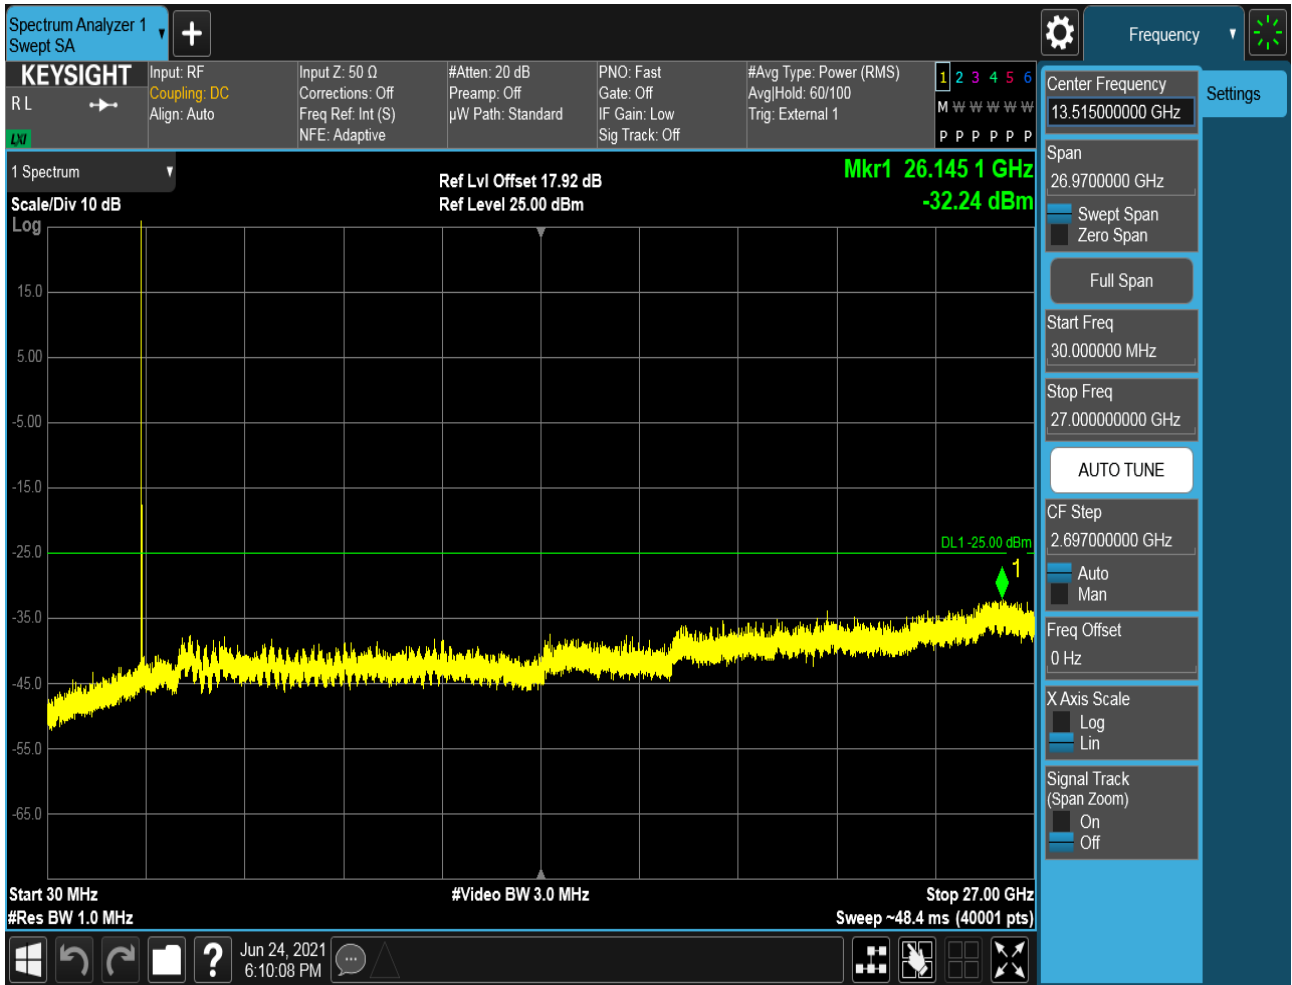 Spectrum Analyzer 1
Swept SA
Frequency
KEYSIGHT
R L
LXI
Input: RF
Coupling: DC
Align: Auto
Input Z: 50 Ω
Corrections: Off
Freq Ref: Int (S)
NFE: Adaptive
#Atten: 20 dB
Preamp: Off
µW Path: Standard
PNO: Fast
Gate: Off
IF Gain: Low
Sig Track: Off
#Avg Type: Power (RMS)
Avg|Hold: 60/100
Trig: External 1
1 2 3 4 5 6
M W W W W W
P P P P P P
1 Spectrum
Scale/Div 10 dB
Log
Ref Lvl Offset 17.92 dB
Ref Level 25.00 dBm
Mkr1 26.145 1 GHz
-32.24 dBm
15.0
5.00
-5.00
-15.0
-25.0
-35.0
-45.0
-55.0
-65.0
DL1 -25.00 dBm
1
Start 30 MHz
#Res BW 1.0 MHz
#Video BW 3.0 MHz
Stop 27.00 GHz
Sweep ~48.4 ms (40001 pts)
Center Frequency
13.515000000 GHz
Settings
Span
26.9700000 GHz
Swept Span
Zero Span
Full Span
Start Freq
30.000000 MHz
Stop Freq
27.000000000 GHz
AUTO TUNE
CF Step
2.697000000 GHz
Auto
Man
Freq Offset
0 Hz
X Axis Scale
Log
Lin
Signal Track
(Span Zoom)
On
Off
?
Jun 24, 2021
6:10:08 PM